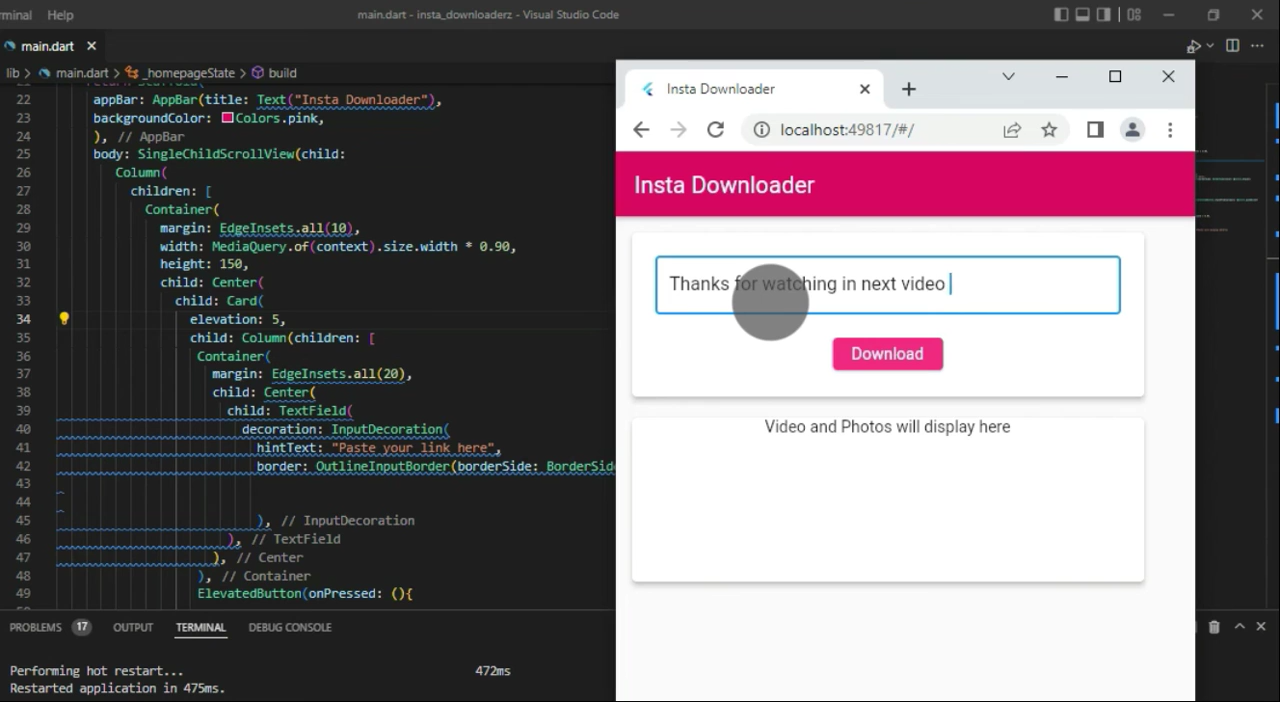 rminal Help
main.dart - insta_downloaderz - Visual Studio Code
main.dart
lib > main.dart > _homepageState > build
22 appBar: AppBar(title: Text("Insta Downloader"),
23 backgroundColor: Colors.pink,
24 ), // AppBar
25 body: SingleChildScrollView(child:
26 Column(
27 children: [
28 Container(
29 margin: EdgeInsets.all(10),
30 width: MediaQuery.of(context).size.width * 0.90,
31 height: 150,
32 child: Center(
33 child: Card(
34 elevation: 5,
35 child: Column(children: [
36 Container(
37 margin: EdgeInsets.all(20),
38 child: Center(
39 child: TextField(
40 decoration: InputDecoration(
41 hintText: "Paste your link here",
42 border: OutlineInputBorder(borderSide: BorderSid
43
44
45 ), // InputDecoration
46 ), // TextField
47 ), // Center
48 ), // Container
49 ElevatedButton(onPressed: (){
PROBLEMS 17 OUTPUT TERMINAL DEBUG CONSOLE
Performing hot restart... 472ms
Restarted application in 475ms.
Insta Downloader
localhost:49817/#/
Insta Downloader
Thanks for watching in next video
Download
Video and Photos will display here